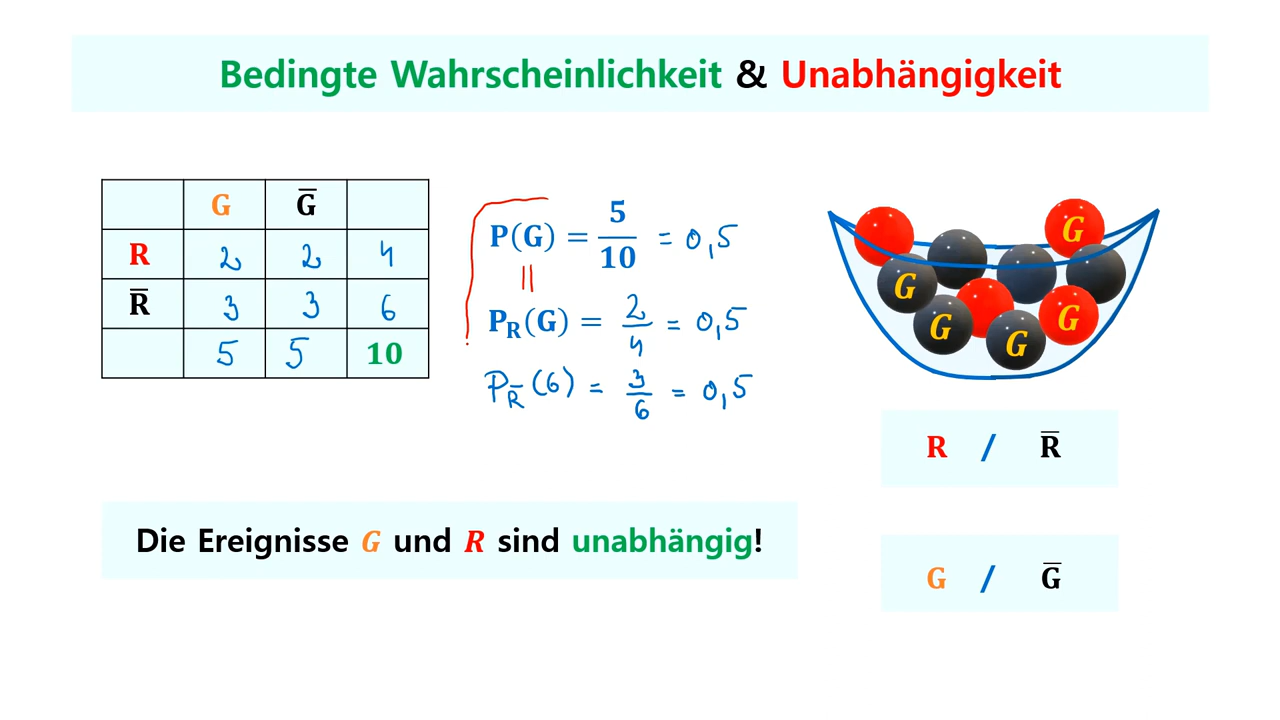 Bedingte Wahrscheinlichkeit & Unabhängigkeit
G G̅
R 2 2 4
R̅ 3 3 6
5 5 10
P(G) = 5/10 = 0,5
=
P_R(G) = 2/4 = 0,5
P_R̅(G) = 3/6 = 0,5
G
G
G
G
G
R / R̅
G / G̅
Die Ereignisse G und R sind unabhängig!